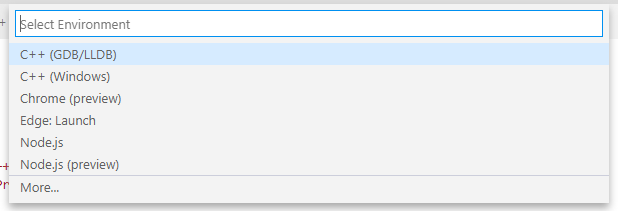 +
Select Environment
C++ (GDB/LLDB)
C++ (Windows)
Chrome (preview)
Edge: Launch
Node.js
Node.js (preview)
More...